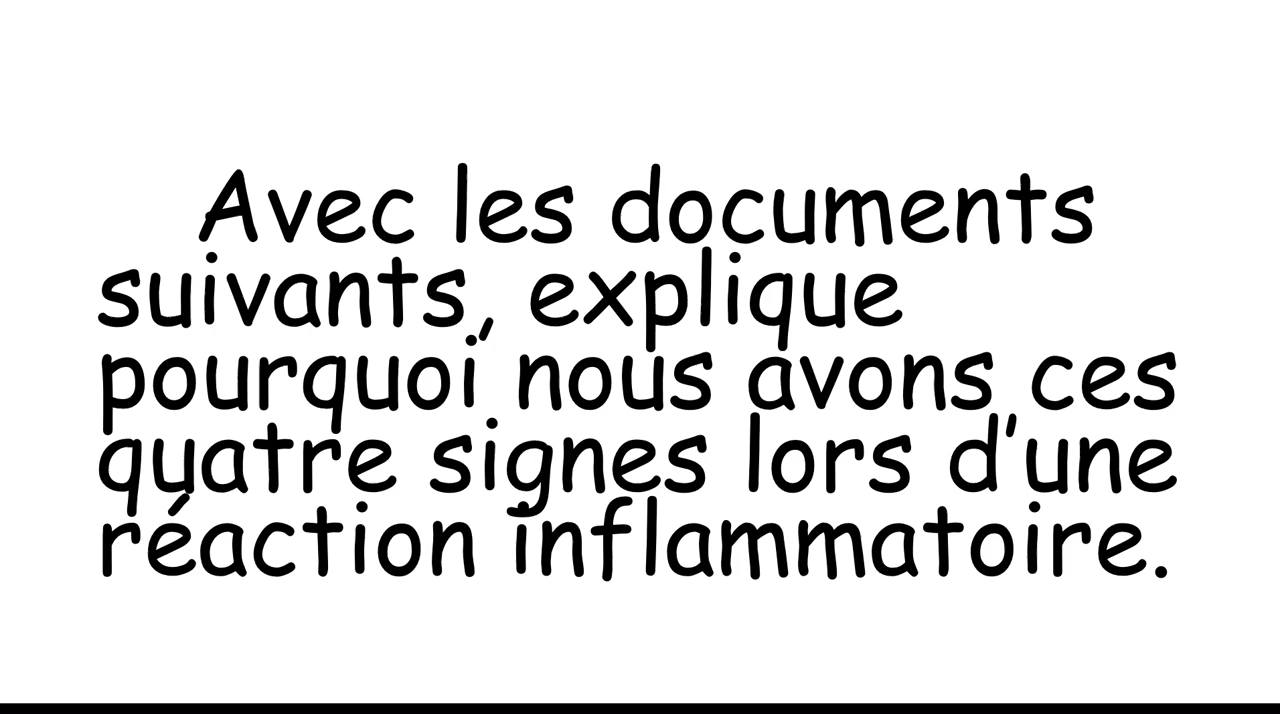 Avec les documents
suivants, explique
pourquoi nous avons ces
quatre signes lors d’une
réaction inflammatoire.